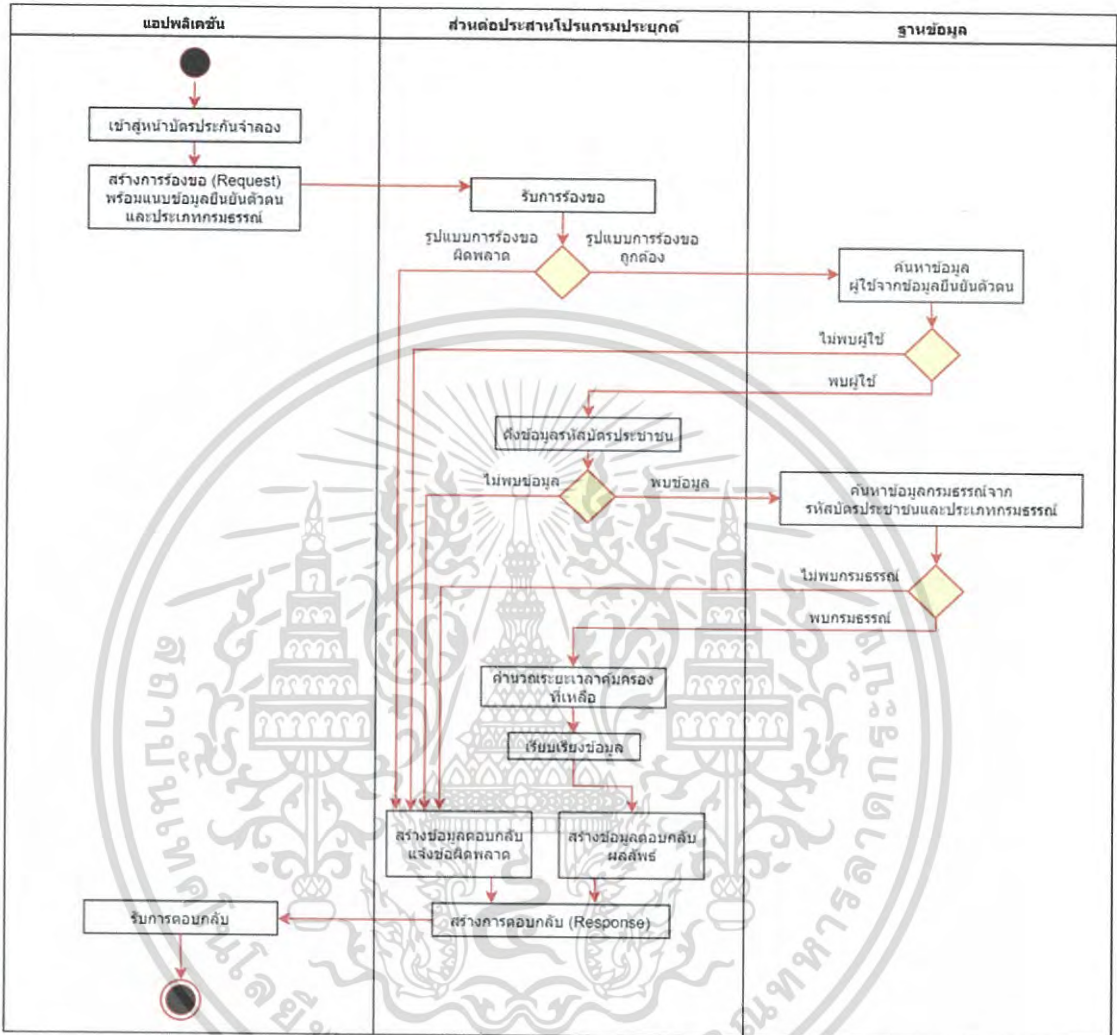 แอปพลิเคชัน
ส่วนต่อประสานโปรแกรมประยุกต์
ฐานข้อมูล
เข้าสู่หน้าบัตรประกันจำลอง
สร้างการร้องขอ (Request)
พร้อมแนบข้อมูลยืนยันตัวตน
และประเภทกรมธรรม์
รับการร้องขอ
รูปแบบการร้องขอ
ผิดพลาด
รูปแบบการร้องขอ
ถูกต้อง
ค้นหาข้อมูล
ผู้ใช้จากข้อมูลยืนยันตัวตน
ไม่พบผู้ใช้
พบผู้ใช้
ดึงข้อมูลรหัสบัตรประชาชน
ไม่พบข้อมูล
พบข้อมูล
ค้นหาข้อมูลกรมธรรม์จาก
รหัสบัตรประชาชนและประเภทกรมธรรม์
ไม่พบกรมธรรม์
พบกรมธรรม์
คำนวณระยะเวลาคุ้มครอง
ที่เหลือ
เรียบเรียงข้อมูล
สร้างข้อมูลตอบกลับ
แจ้งข้อผิดพลาด
สร้างข้อมูลตอบกลับ
ผลลัพธ์
รับการตอบกลับ
สร้างการตอบกลับ (Response)